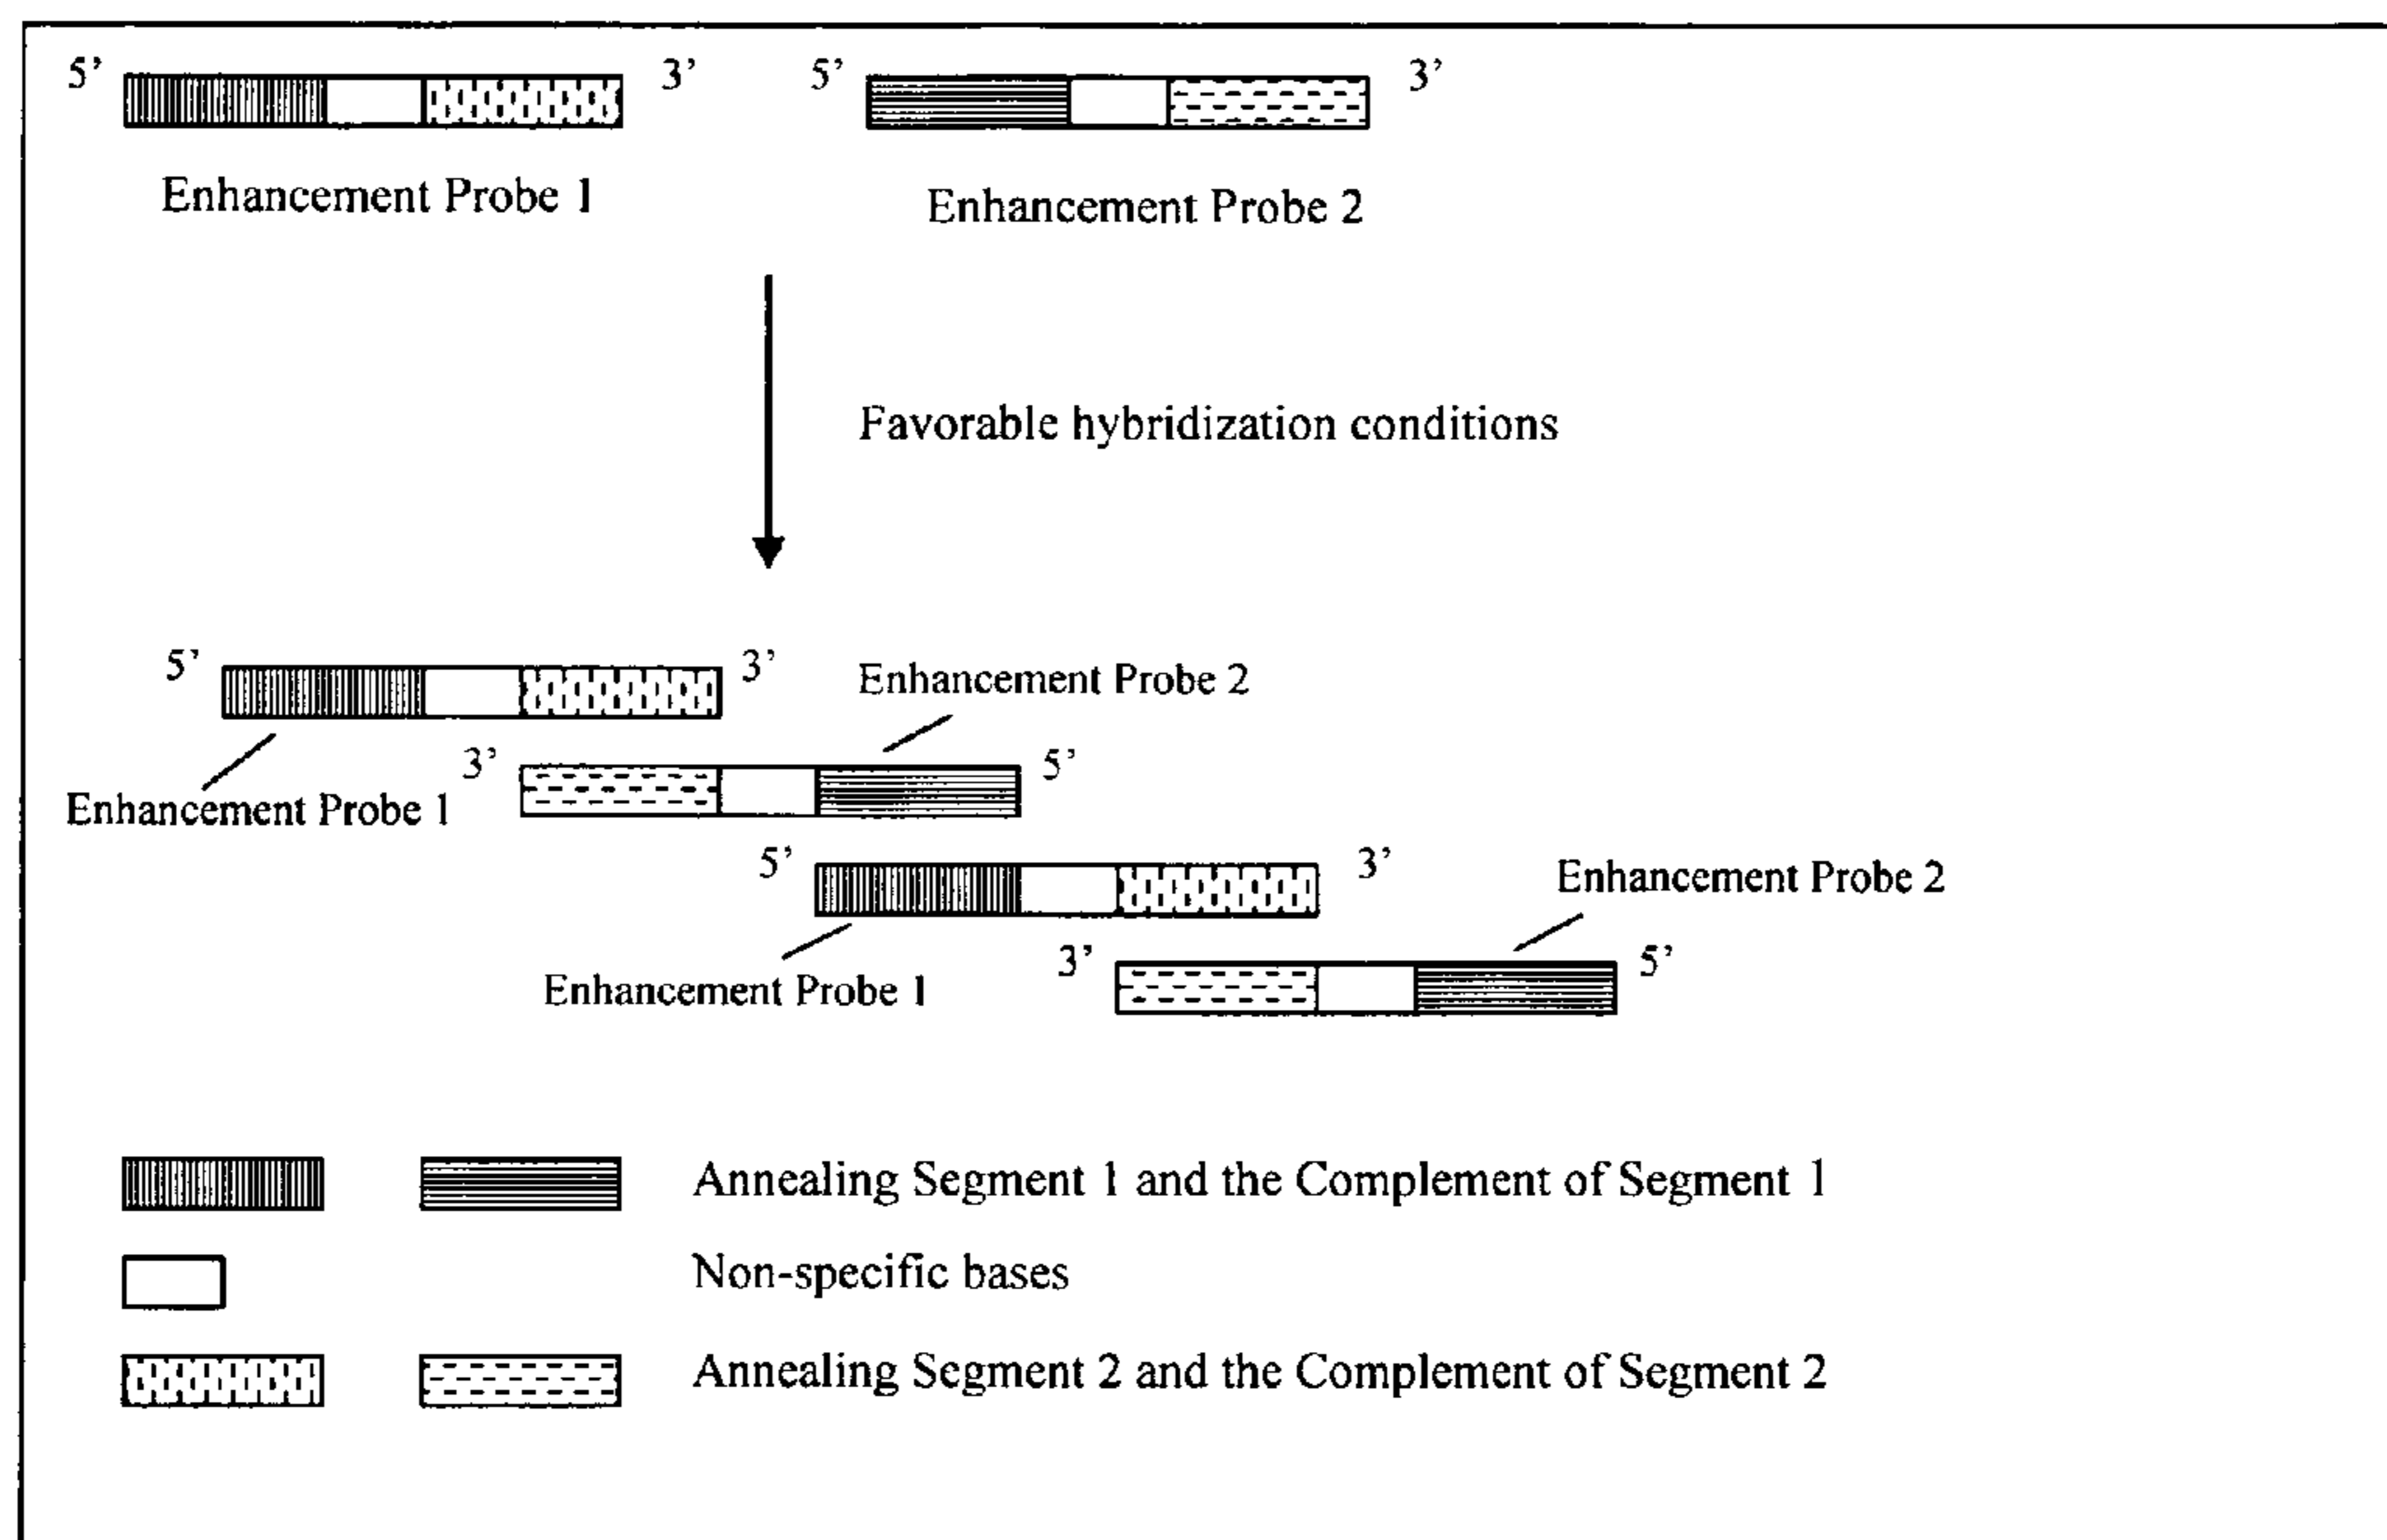 5’ 3’ 5’ 3’
Enhancement Probe 1
Enhancement Probe 2
Favorable hybridization conditions
5’ 3’
Enhancement Probe 2
3’ 5’
Enhancement Probe 1
5’ 3’
Enhancement Probe 2
3’ 5’
Enhancement Probe 1
Annealing Segment 1 and the Complement of Segment 1
Non-specific bases
Annealing Segment 2 and the Complement of Segment 2